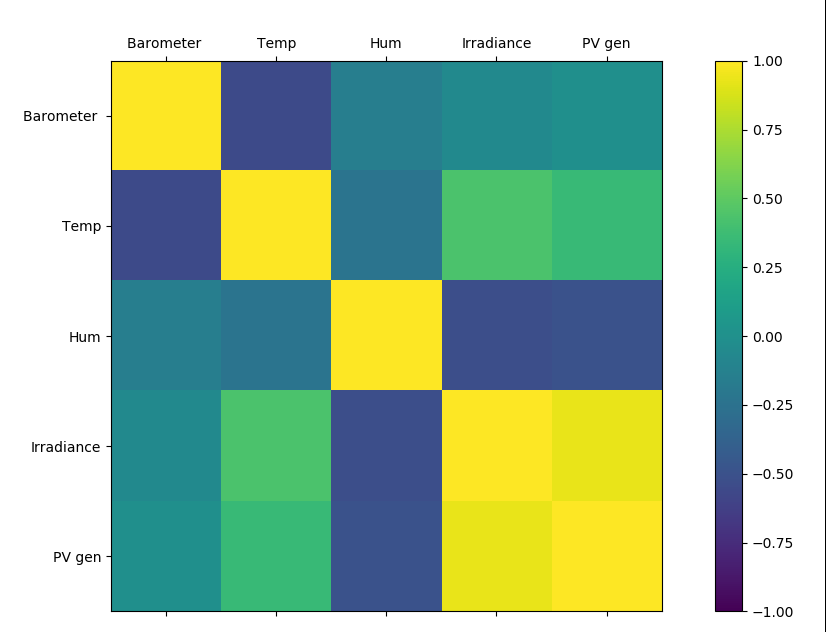 Barometer Temp Hum Irradiance PV gen
Barometer
Temp
Hum
Irradiance
PV gen
1.00
0.75
0.50
0.25
0.00
−0.25
−0.50
−0.75
−1.00